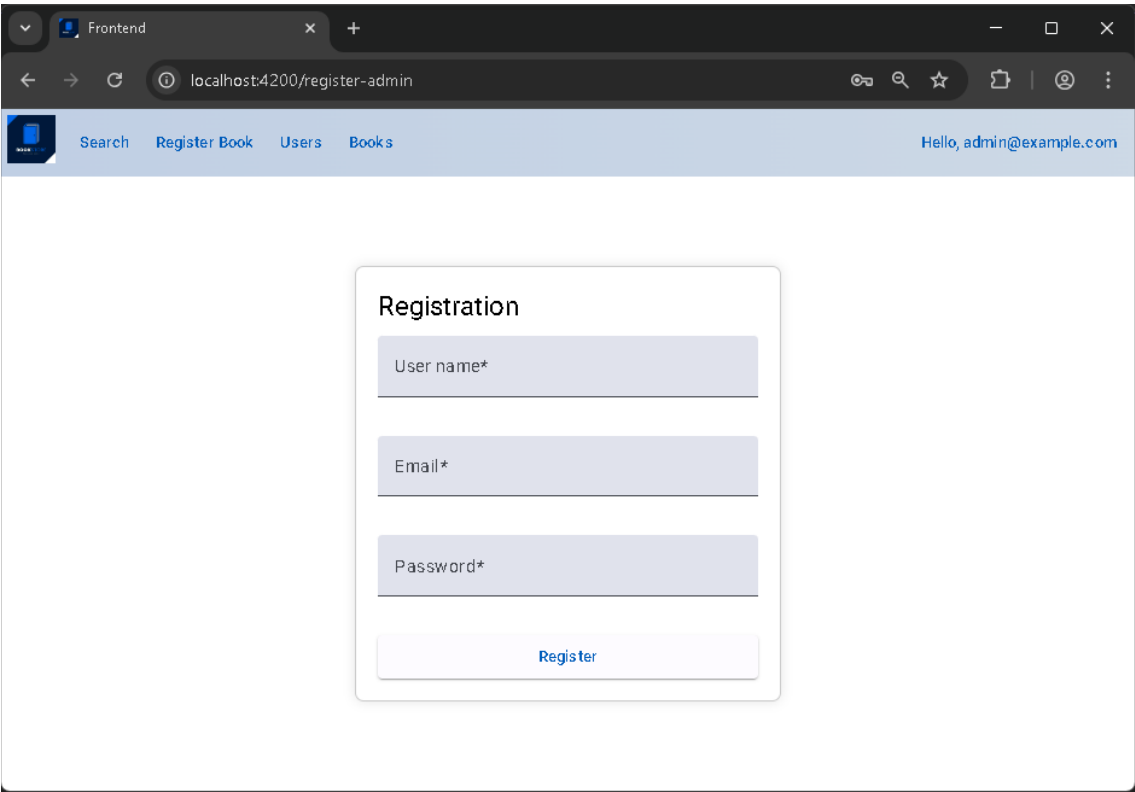 Frontend
localhost:4200/register-admin
Search Register Book Users Books Hello, admin@example.com
Registration
User name*
Email*
Password*
Register